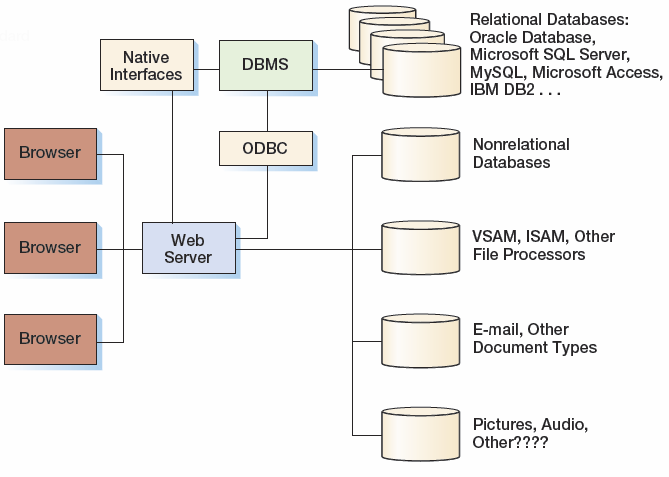 Native
Interfaces
DBMS
Relational Databases:
Oracle Database,
Microsoft SQL Server,
MySQL, Microsoft Access,
IBM DB2 . . .
ODBC
Browser
Browser
Browser
Web
Server
Nonrelational
Databases
VSAM, ISAM, Other
File Processors
E-mail, Other
Document Types
Pictures, Audio,
Other????